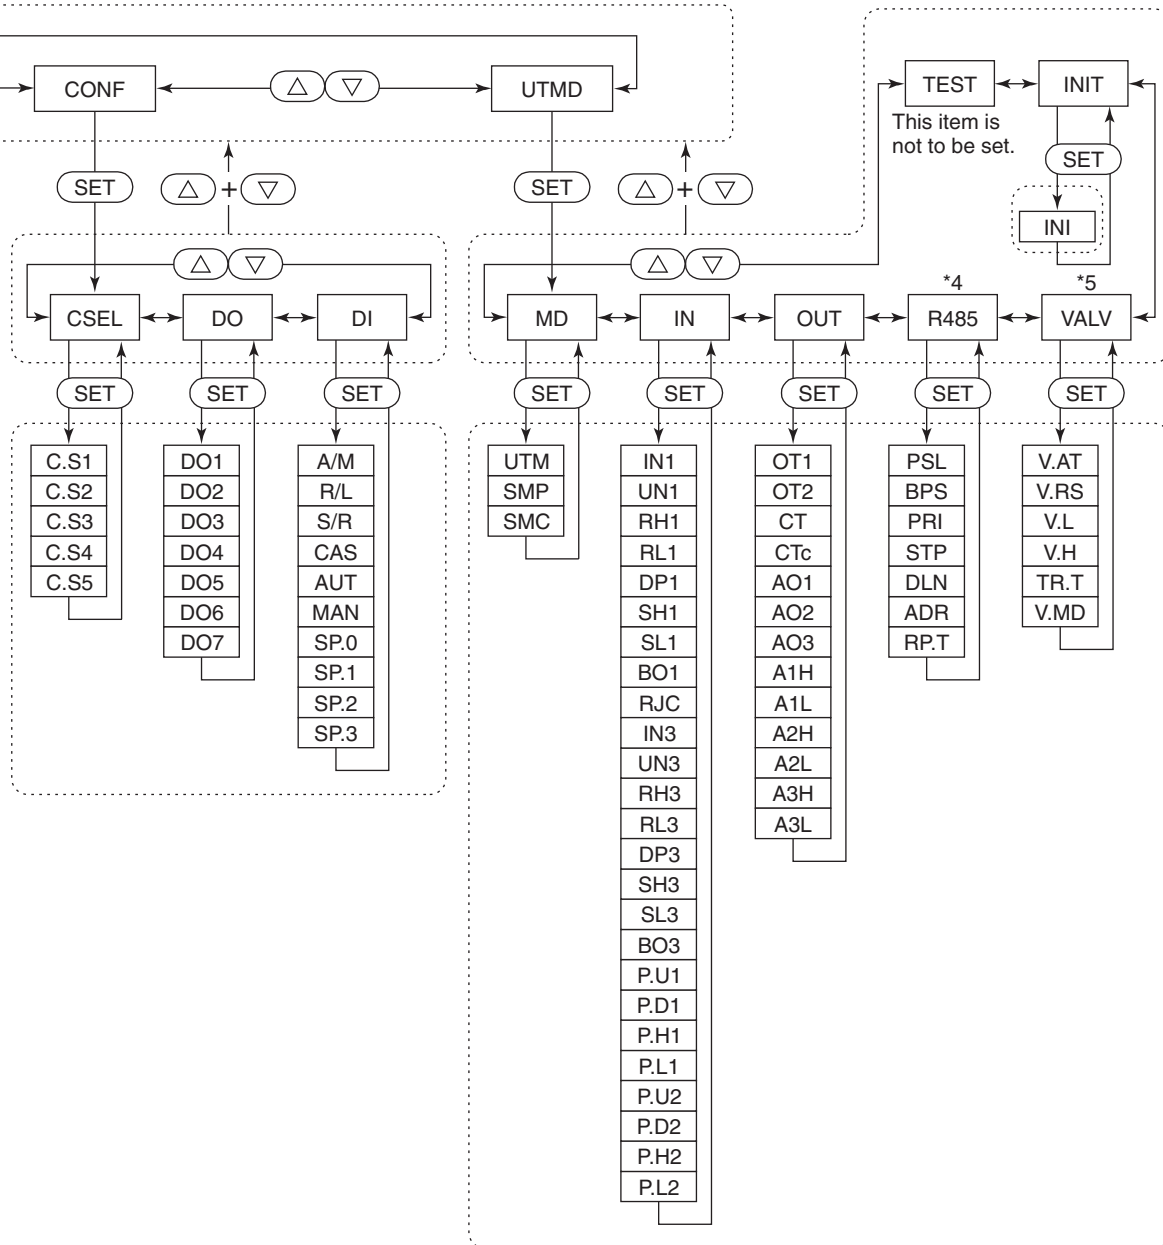 CONF
UTMD
TEST
INIT
This item is
not to be set.
SET
SET
SET
+
+
INI
*4
*5
CSEL
DO
DI
MD
IN
OUT
R485
VALV
SET
SET
SET
SET
SET
SET
SET
SET
C.S1
C.S2
C.S3
C.S4
C.S5
DO1
DO2
DO3
DO4
DO5
DO6
DO7
A/M
R/L
S/R
CAS
AUT
MAN
SP.0
SP.1
SP.2
SP.3
UTM
SMP
SMC
IN1
UN1
RH1
RL1
DP1
SH1
SL1
BO1
RJC
IN3
UN3
RH3
RL3
DP3
SH3
SL3
BO3
P.U1
P.D1
P.H1
P.L1
P.U2
P.D2
P.H2
P.L2
OT1
OT2
CT
CTc
AO1
AO2
AO3
A1H
A1L
A2H
A2L
A3H
A3L
PSL
BPS
PRI
STP
DLN
ADR
RP.T
V.AT
V.RS
V.L
V.H
TR.T
V.MD